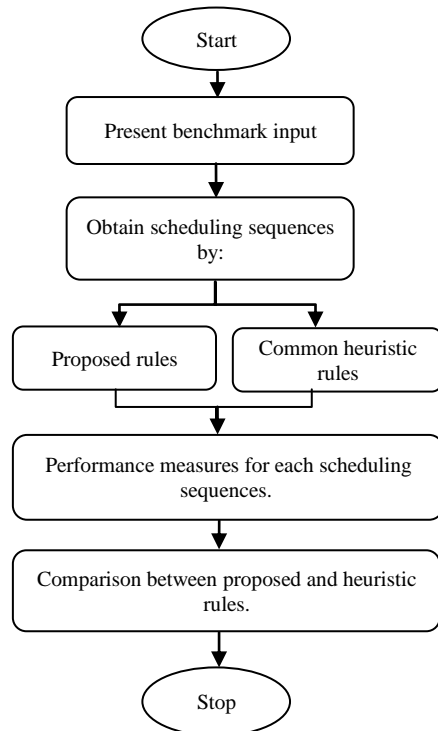 Start
Present benchmark input
Obtain scheduling sequences
by:
Proposed rules
Common heuristic
rules
Performance measures for each scheduling
sequences.
Comparison between proposed and heuristic
rules.
Stop